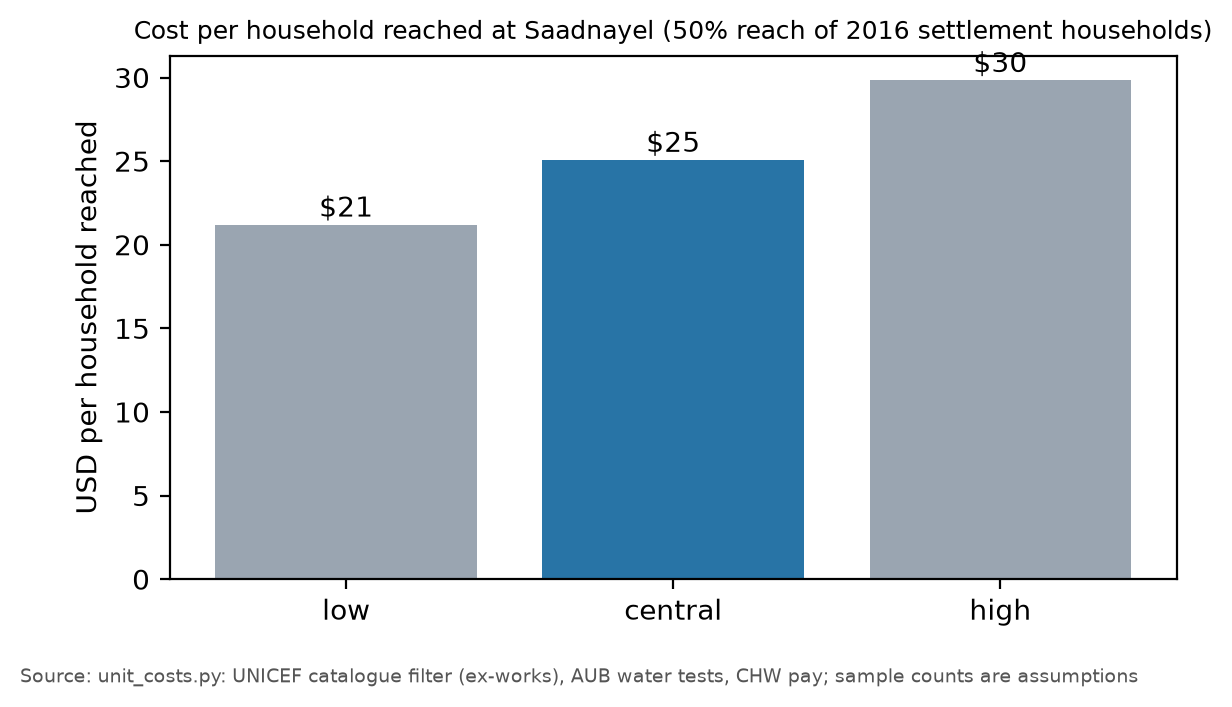 Cost per household reached at Saadnayel (50% reach of 2016 settlement households)
USD per household reached
30
25
20
15
10
5
0
$21
$25
$30
low
central
high
Source: unit_costs.py: UNICEF catalogue filter (ex-works), AUB water tests, CHW pay; sample counts are assumptions